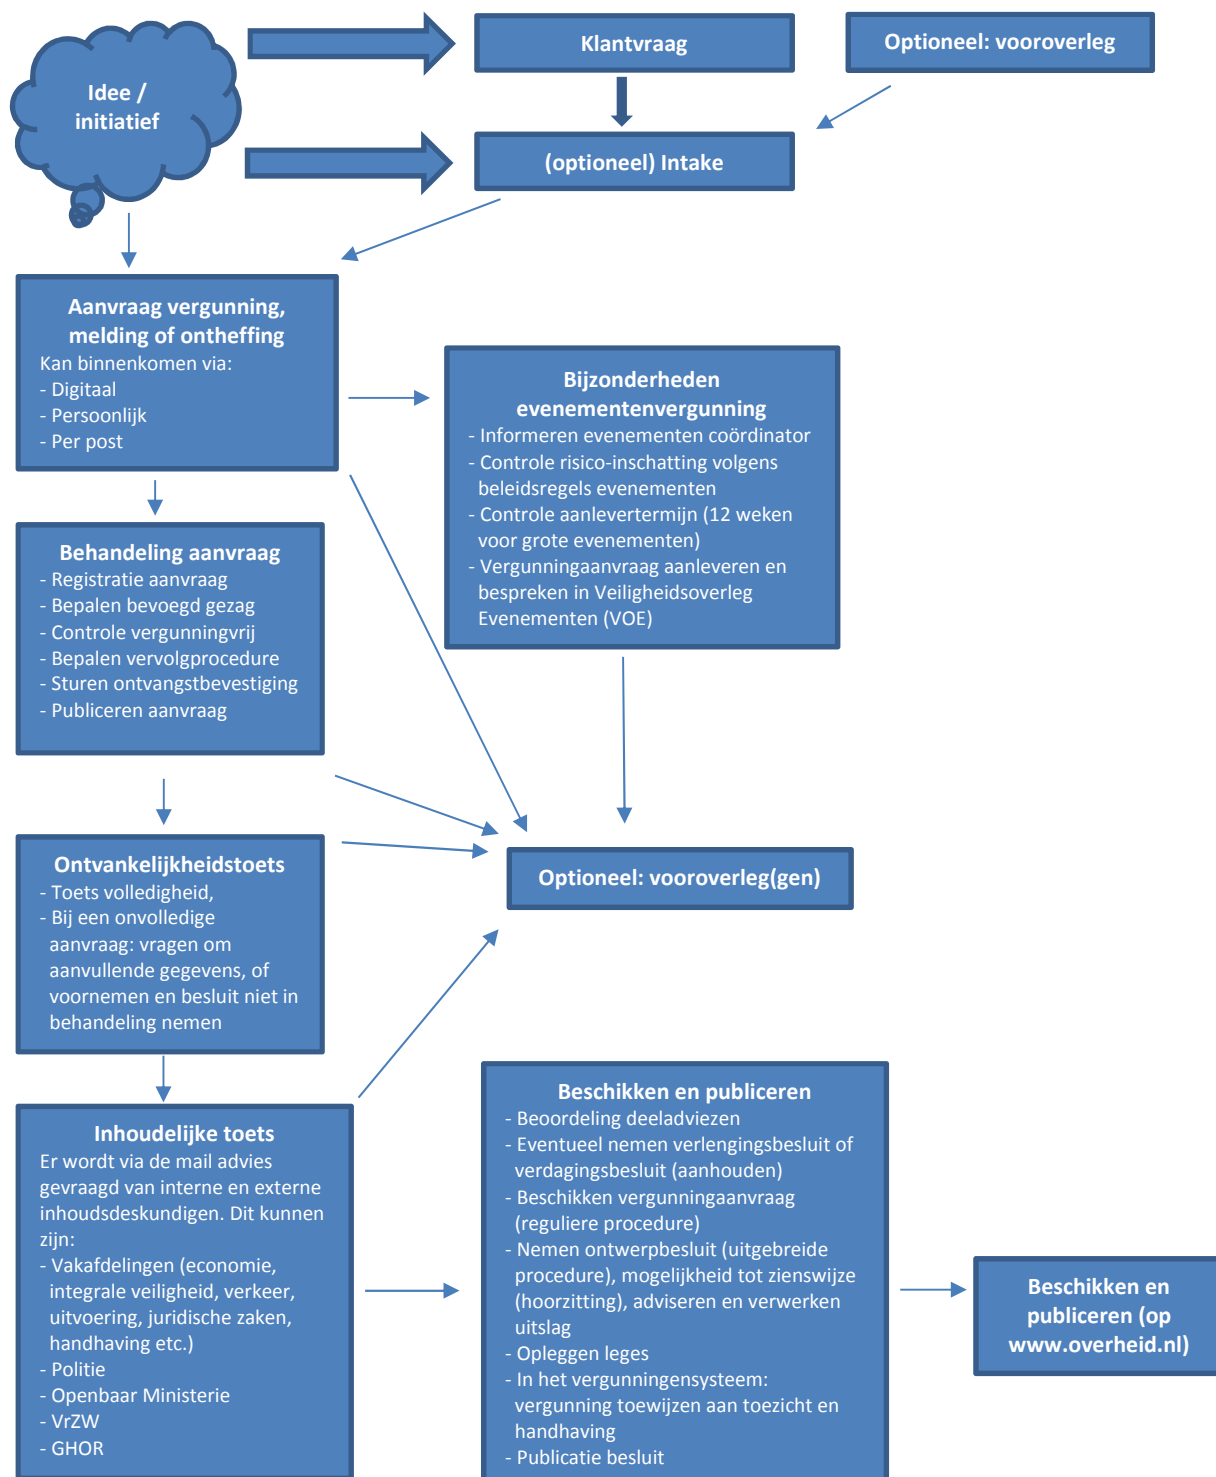 Idee /
initiatief
Klantvraag
Optioneel: vooroverleg
(optioneel) Intake
Aanvraag vergunning,
melding of ontheffing
Kan binnenkomen via:
- Digitaal
- Persoonlijk
- Per post
Bijzonderheden
evenementenvergunning
- Informeren evenementen coördinator
- Controle risico-inschatting volgens
beleidsregels evenementen
- Controle aanlevertermijn (12 weken
voor grote evenementen)
- Vergunningaanvraag aanleveren en
bespreken in Veiligheidsoverleg
Evenementen (VOE)
Behandeling aanvraag
- Registratie aanvraag
- Bepalen bevoegd gezag
- Controle vergunningvrij
- Bepalen vervolgprocedure
- Sturen ontvangstbevestiging
- Publiceren aanvraag
Ontvankelijkheidstoets
- Toets volledigheid,
- Bij een onvolledige
aanvraag: vragen om
aanvullende gegevens, of
voornemen en besluit niet in
behandeling nemen
Optioneel: vooroverleg(gen)
Inhoudelijke toets
Er wordt via de mail advies
gevraagd van interne en externe
inhoudsdeskundigen. Dit kunnen
zijn:
- Vakafdelingen (economie,
integrale veiligheid, verkeer,
uitvoering, juridische zaken,
handhaving etc.)
- Politie
- Openbaar Ministerie
- VrZW
- GHOR
Beschikken en publiceren
- Beoordeling deeladviezen
- Eventueel nemen verlengingsbesluit of
verdagingsbesluit (aanhouden)
- Beschikken vergunningaanvraag
(reguliere procedure)
- Nemen ontwerpbesluit (uitgebreide
procedure), mogelijkheid tot zienswijze
(hoorzitting), adviseren en verwerken
uitslag
- Opleggen leges
- In het vergunningensysteem:
vergunning toewijzen aan toezicht en
handhaving
- Publicatie besluit
Beschikken en
publiceren (op
www.overheid.nl)